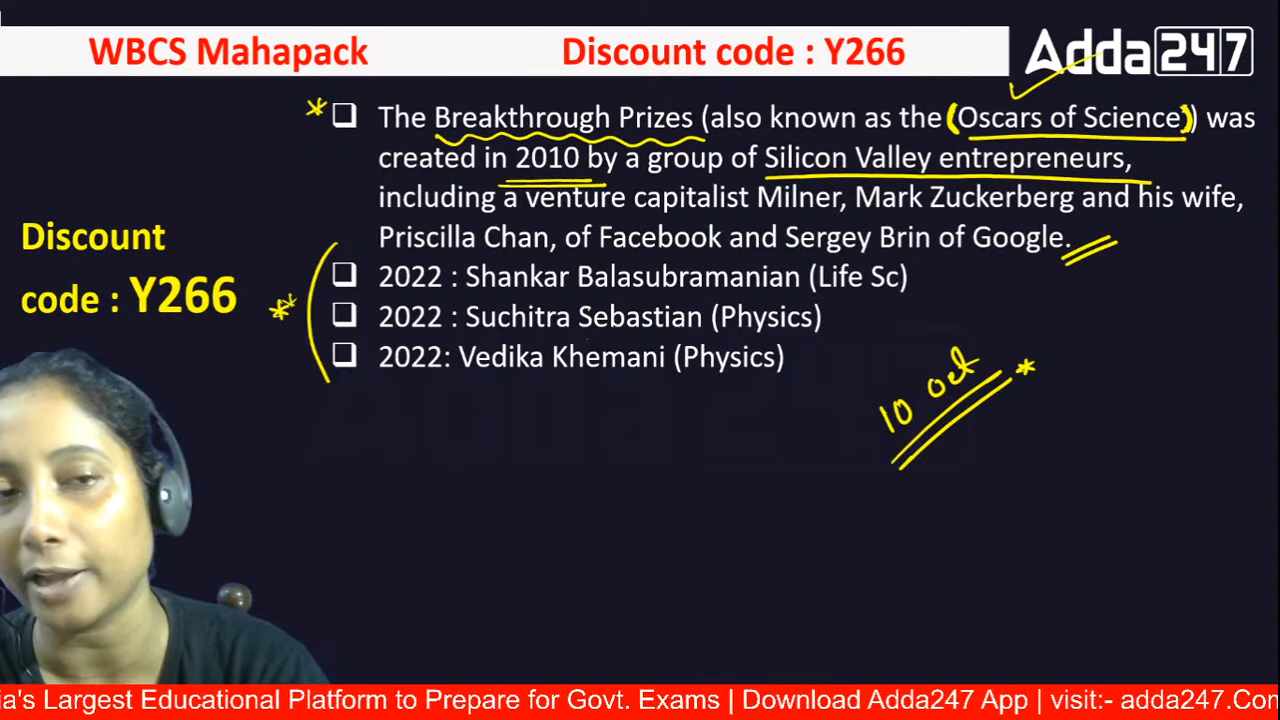 WBCS Mahapack Discount code : Y266 Adda247
* ❑ The Breakthrough Prizes (also known as the (Oscars of Science)) was
created in 2010 by a group of Silicon Valley entrepreneurs,
including a venture capitalist Milner, Mark Zuckerberg and his wife,
Priscilla Chan, of Facebook and Sergey Brin of Google.
❑ 2022 : Shankar Balasubramanian (Life Sc)
❑ 2022 : Suchitra Sebastian (Physics)
❑ 2022: Vedika Khemani (Physics)
Discount
code : Y266
10 Oct *
ia's Largest Educational Platform to Prepare for Govt. Exams | Download Adda247 App | visit:- adda247.Con